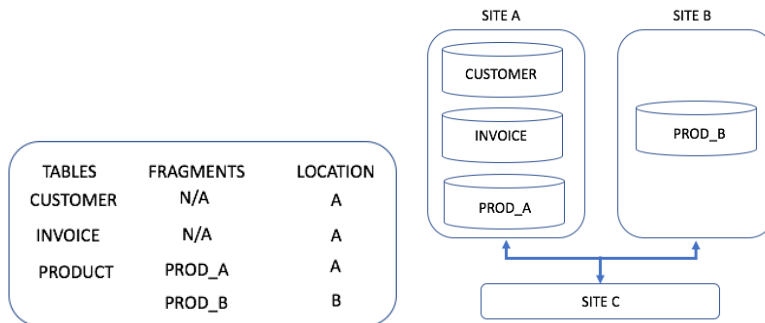 TABLES FRAGMENTS LOCATION
CUSTOMER N/A A
INVOICE N/A A
PRODUCT PROD_A A
PROD_B B
SITE A
CUSTOMER
INVOICE
PROD_A
SITE B
PROD_B
SITE C